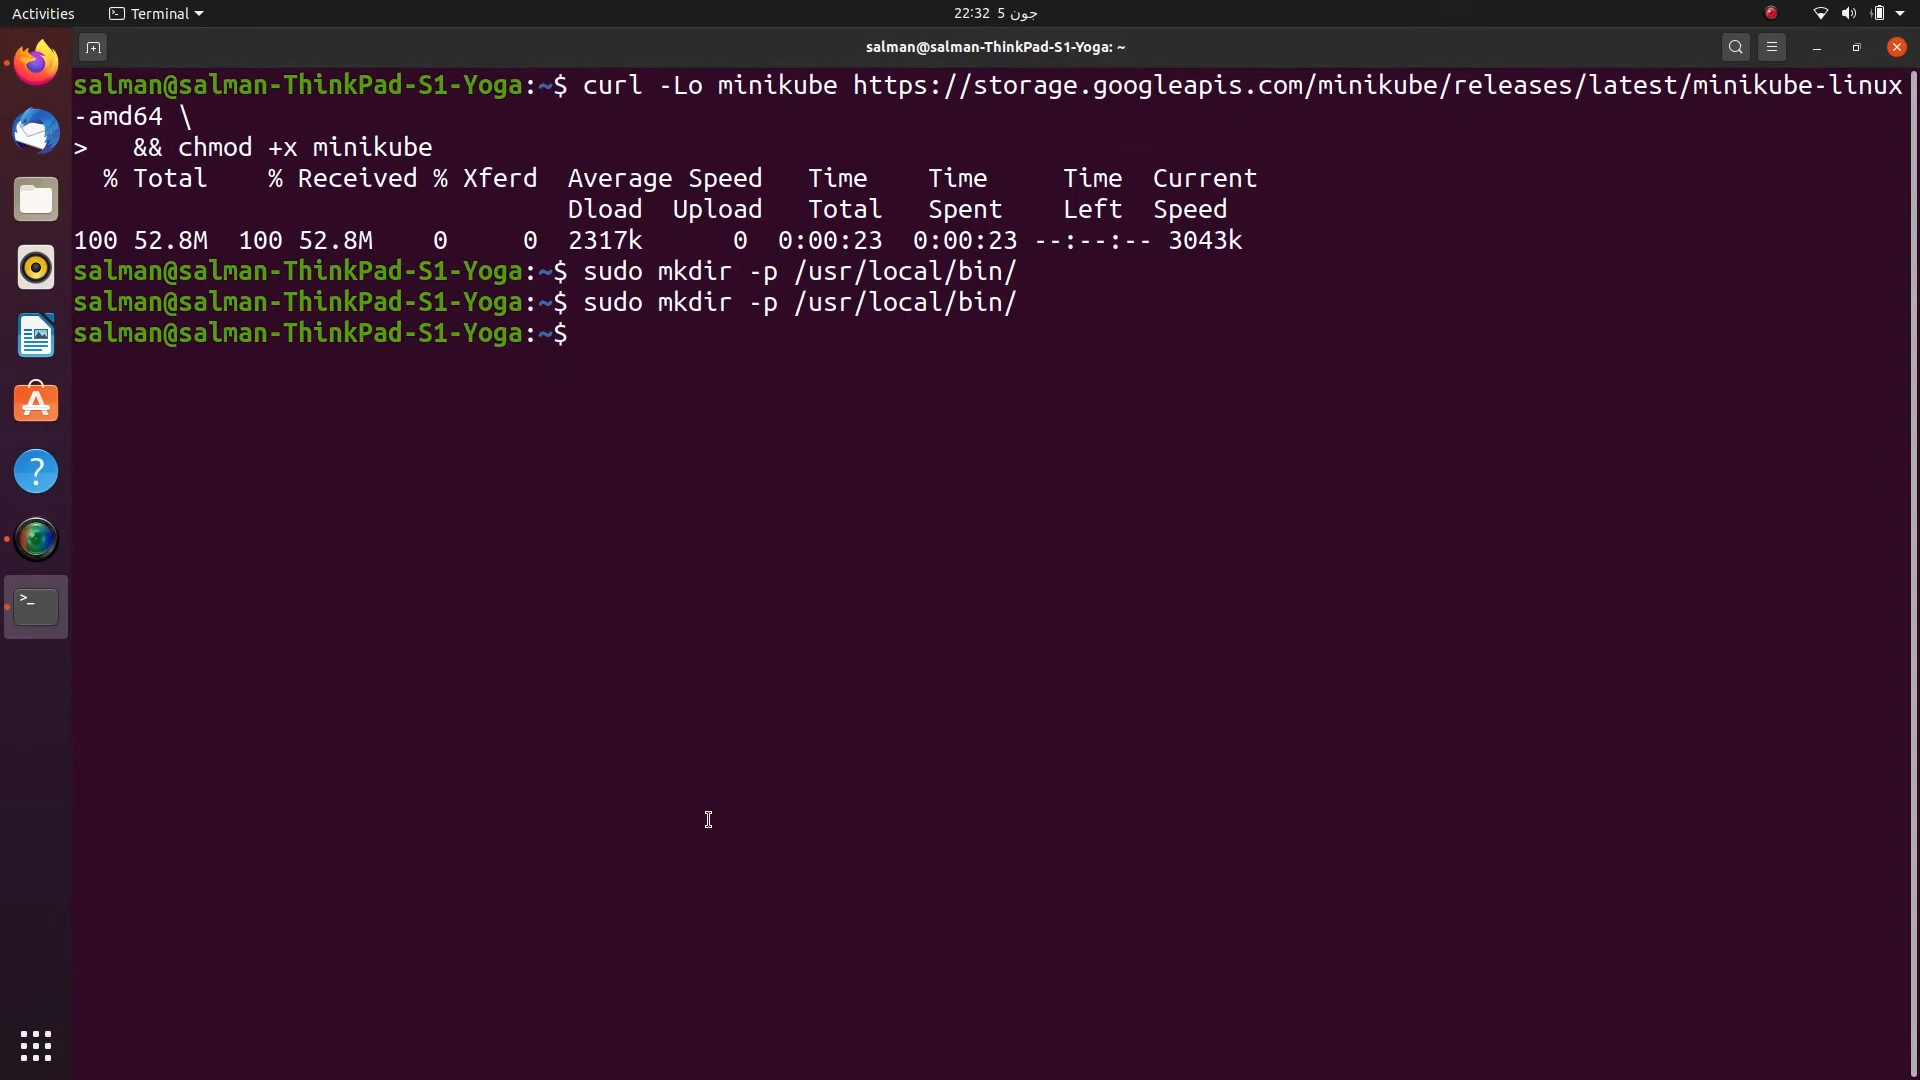 Activities
Terminal
22:32 5 جون
salman@salman-ThinkPad-S1-Yoga: ~
salman@salman-ThinkPad-S1-Yoga:~$ curl -Lo minikube https://storage.googleapis.com/minikube/releases/latest/minikube-linux
-amd64 \
>   && chmod +x minikube
  % Total    % Received % Xferd  Average Speed   Time    Time     Time  Current
                                 Dload  Upload   Total   Spent    Left  Speed
100 52.8M  100 52.8M    0     0  2317k      0  0:00:23  0:00:23 --:--:-- 3043k
salman@salman-ThinkPad-S1-Yoga:~$ sudo mkdir -p /usr/local/bin/
salman@salman-ThinkPad-S1-Yoga:~$ sudo mkdir -p /usr/local/bin/
salman@salman-ThinkPad-S1-Yoga:~$